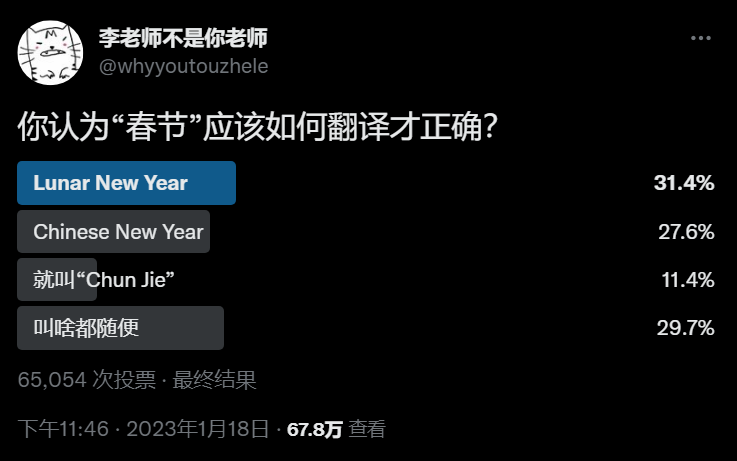 李老师不是你老师
@whyyoutouzhele
你认为“春节”应该如何翻译才正确？
Lunar New Year 31.4%
Chinese New Year 27.6%
就叫“Chun Jie” 11.4%
叫啥都随便 29.7%
65,054 次投票 · 最终结果
下午11:46 · 2023年1月18日 · 67.8万 查看